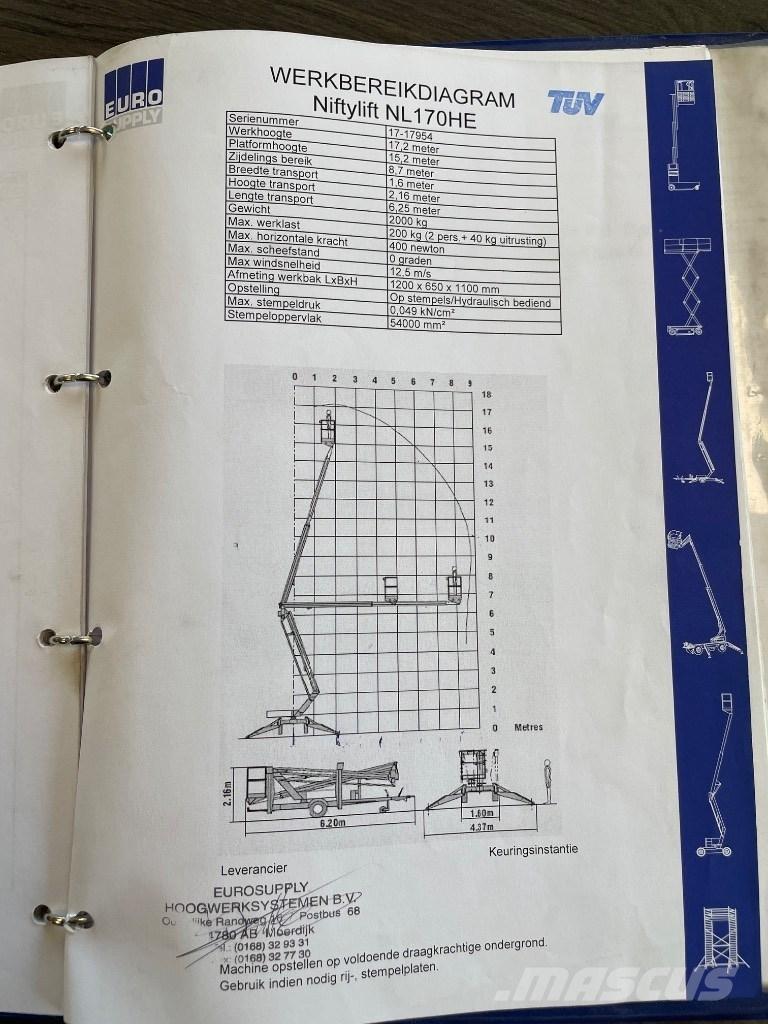 EURO
SUPPLY
WERKBEREIKDIAGRAM
Niftylift NL170HE
TÜV
Serienummer 17-17954
Werkhoogte 17,2 meter
Platformhoogte 15,2 meter
Zijdelings bereik 8,7 meter
Breedte transport 1,6 meter
Hoogte transport 2,16 meter
Lengte transport 6,25 meter
Gewicht 2000 kg
Max. werklast 200 kg (2 pers.+ 40 kg uitrusting)
Max. horizontale kracht 400 newton
Max. scheefstand 0 graden
Max windsnelheid 12,5 m/s
Afmeting werkbak LxBxH 1200 x 650 x 1100 mm
Opstelling Op stempels/Hydraulisch bediend
Max. stempeldruk 0,049 kN/cm²
Stempeloppervlak 54000 mm²
0 1 2 3 4 5 6 7 8 9
18
17
16
15
14
13
12
11
10
9
8
7
6
5
4
3
2
1
0 Metres
2.16m
6.20m
1.60m
4.37m
Leverancier
Keuringsinstantie
EUROSUPPLY
HOOGWERKSYSTEMEN B.V.
Randweg Postbus 68
AB Moerdijk
(0168) 32 93 31
(0168) 32 77 30
Machine opstellen op voldoende draagkrachtige ondergrond.
Gebruik indien nodig rij-, stempelplaten.
MASCUS